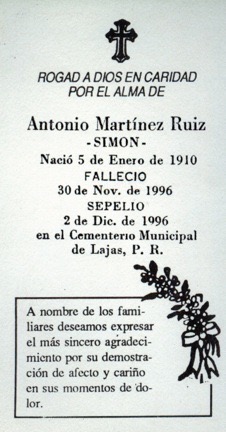 ROGAD A DIOS EN CARIDAD
POR EL ALMA DE
Antonio Martínez Ruiz
-SIMON-
Nació 5 de Enero de 1910
FALLECIO
30 de Nov. de 1996
SEPELIO
2 de Dic. de 1996
en el Cementerio Municipal
de Lajas, P. R.
A nombre de los fami-
liares deseamos expresar
el más sincero agradeci-
miento por su demostra-
ción de afecto y cariño
en sus momentos de do-
lor.